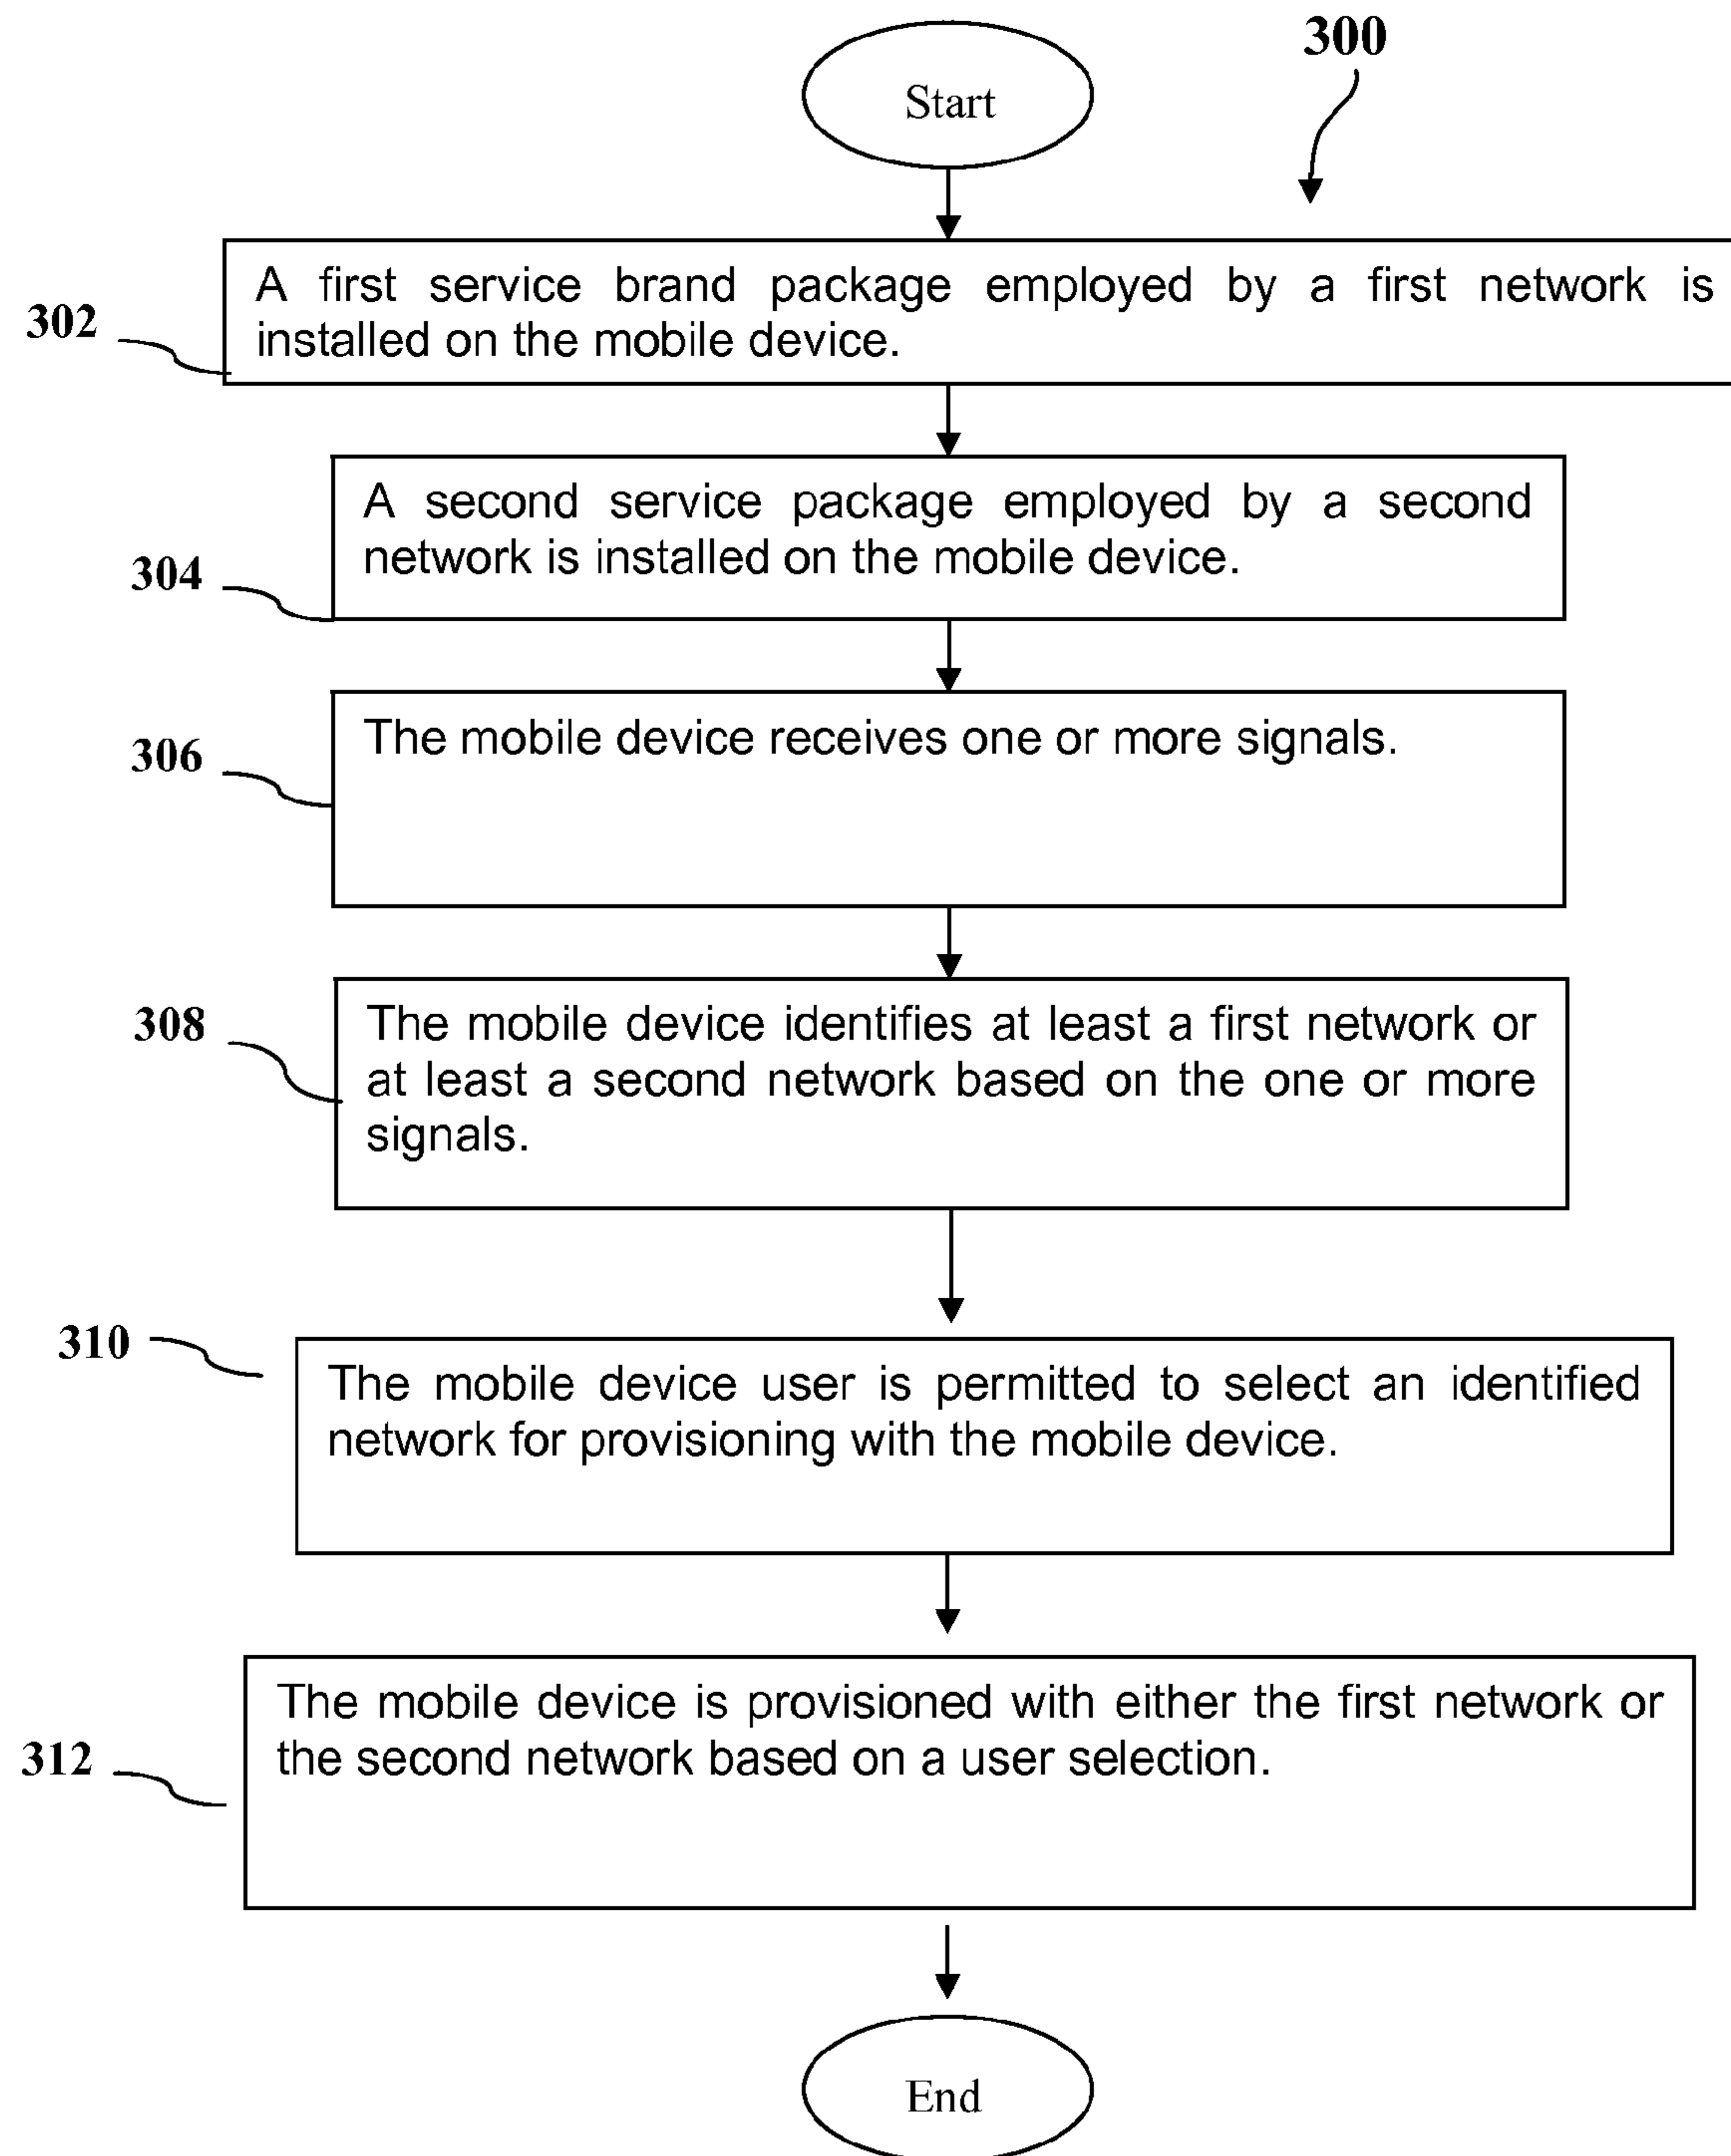 Start
300
A first service brand package employed by a first network is
installed on the mobile device.
302
A second service package employed by a second
network is installed on the mobile device.
304
The mobile device receives one or more signals.
306
The mobile device identifies at least a first network or
at least a second network based on the one or more
signals.
308
310
The mobile device user is permitted to select an identified
network for provisioning with the mobile device.
The mobile device is provisioned with either the first network or
the second network based on a user selection.
312
End